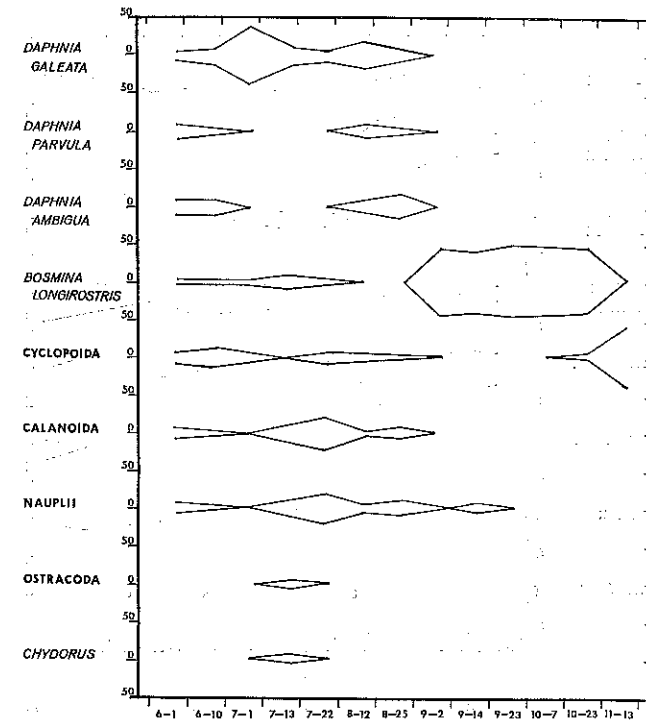 50
DAPHNIA 0
GALEATA
50
DAPHNIA 0
PARVULA
50
DAPHNIA 0
AMBIGUA
50
BOSMINA 0
LONGIROSTRIS
50
CYCLOPOIDA 0
50
CALANOIDA 0
50
NAUPLII 0
50
OSTRACODA 0
50
CHYDORUS 0
50
6-1 6-10 7-1 7-13 7-22 8-12 8-25 9-2 9-14 9-23 10-7 10-23 11-13